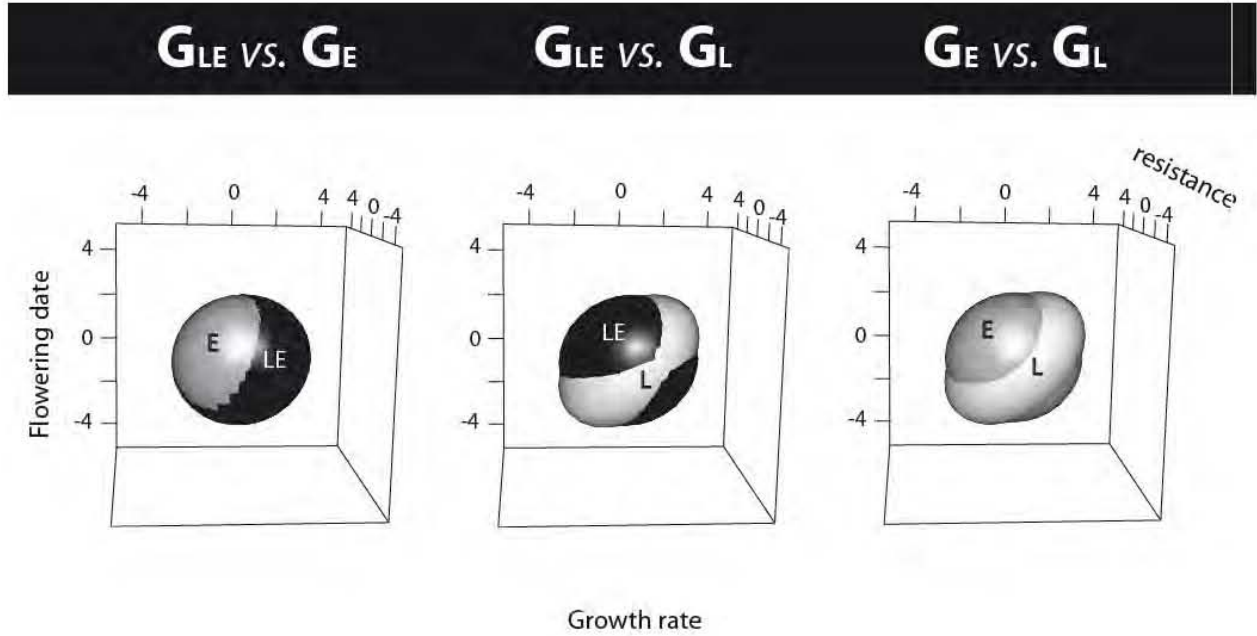 GLE VS. GE
GLE VS. GL
GE VS. GL
resistance
-4 0 4 4 0 -4
-4 0 4 4 0 -4
-4 0 4 4 0 -4
4
0
-4
4
0
-4
4
0
-4
Flowering date
E
LE
LE
L
E
L
Growth rate